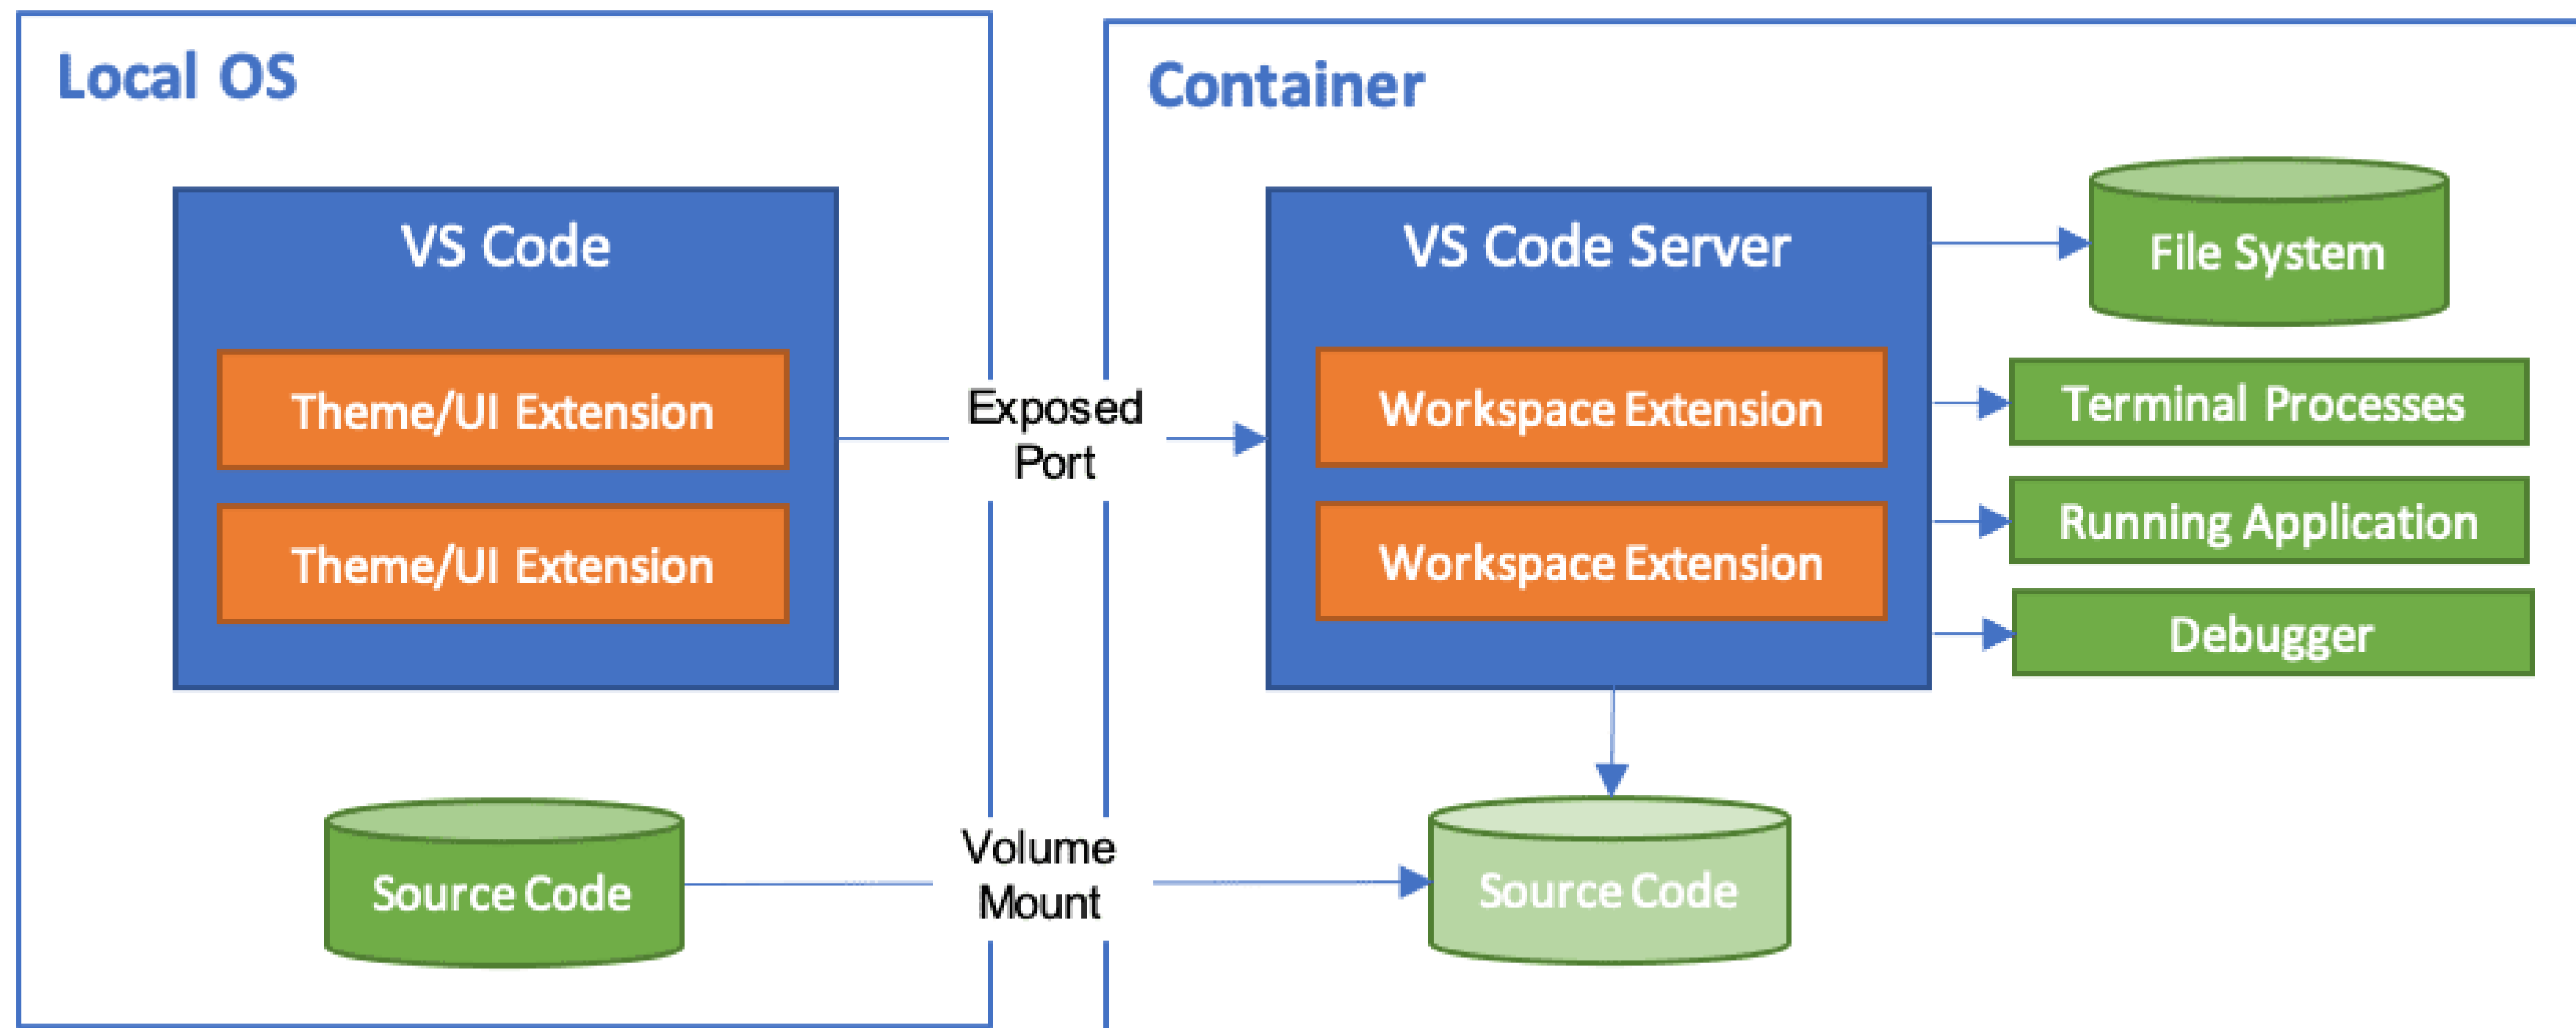 Local OS
VS Code
Theme/UI Extension
Theme/UI Extension
Source Code
Exposed
Port
Volume
Mount
Container
VS Code Server
Workspace Extension
Workspace Extension
File System
Terminal Processes
Running Application
Debugger
Source Code